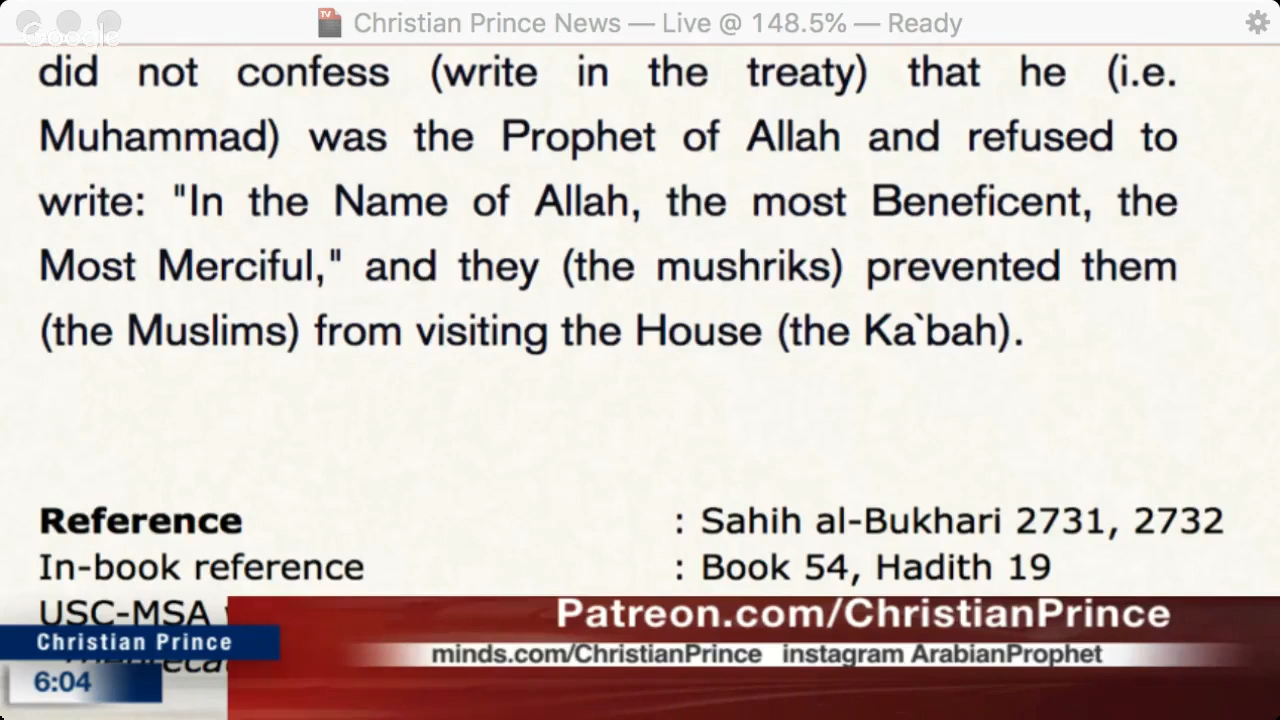 Christian Prince News — Live @ 148.5% — Ready
Google
did not confess (write in the treaty) that he (i.e.
Muhammad) was the Prophet of Allah and refused to
write: "In the Name of Allah, the most Beneficent, the
Most Merciful," and they (the mushriks) prevented them
(the Muslims) from visiting the House (the Ka`bah).
Reference : Sahih al-Bukhari 2731, 2732
In-book reference : Book 54, Hadith 19
USC-MSA
Patreon.com/ChristianPrince
Christian Prince
minds.com/ChristianPrince instagram ArabianProphet
6:04